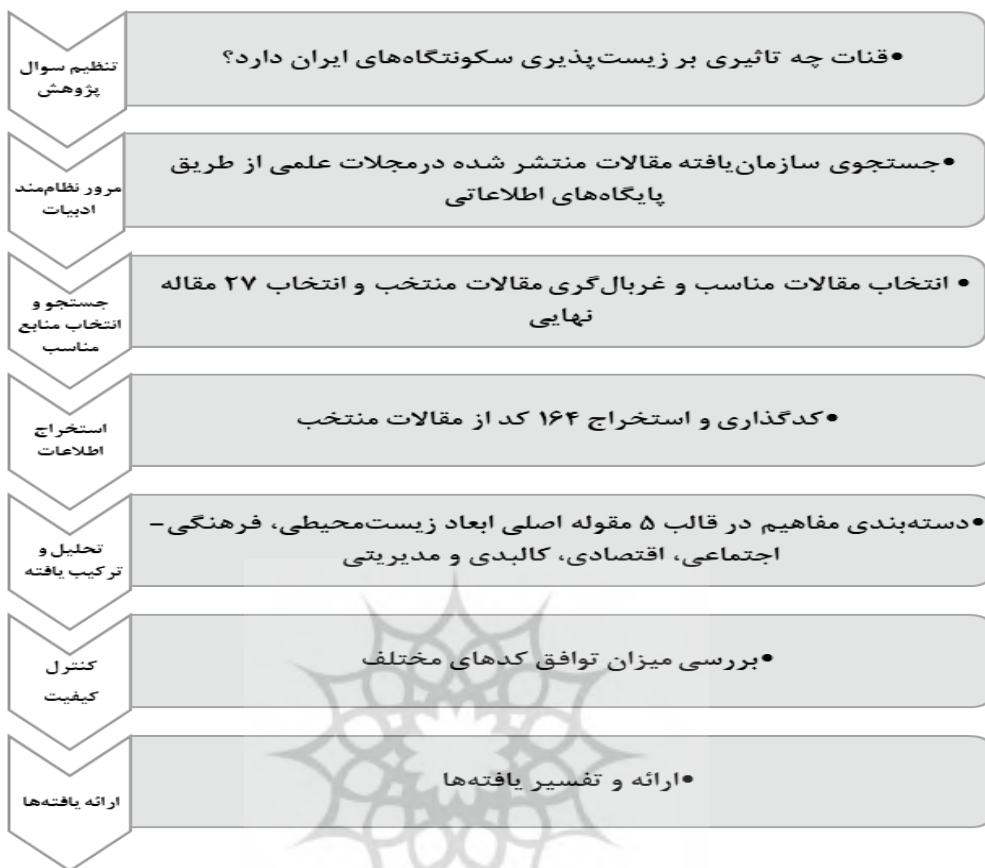 تنظیم سوال
پژوهش
•قنات چه تاثیری بر زیست‌پذیری سکونتگاه‌های ایران دارد؟
مرور نظام‌مند
ادبیات
•جستجوی سازمان‌یافته مقالات منتشر شده درمجلات علمی از طریق
پایگاه‌های اطلاعاتی
جستجو و
انتخاب منابع
مناسب
• انتخاب مقالات مناسب و غربال‌گری مقالات منتخب و انتخاب ۲۷ مقاله
نهایی
استخراج
اطلاعات
•کدگذاری و استخراج ۱۶۴ کد از مقالات منتخب
تحلیل و
ترکیب یافته
•دسته‌بندی مفاهیم در قالب ۵ مقوله اصلی ابعاد زیست‌محیطی، فرهنگی-
اجتماعی، اقتصادی، کالبدی و مدیریتی
کنترل
کیفیت
•بررسی میزان توافق کدهای مختلف
ارائه یافته‌ها
•ارائه و تفسیر یافته‌ها